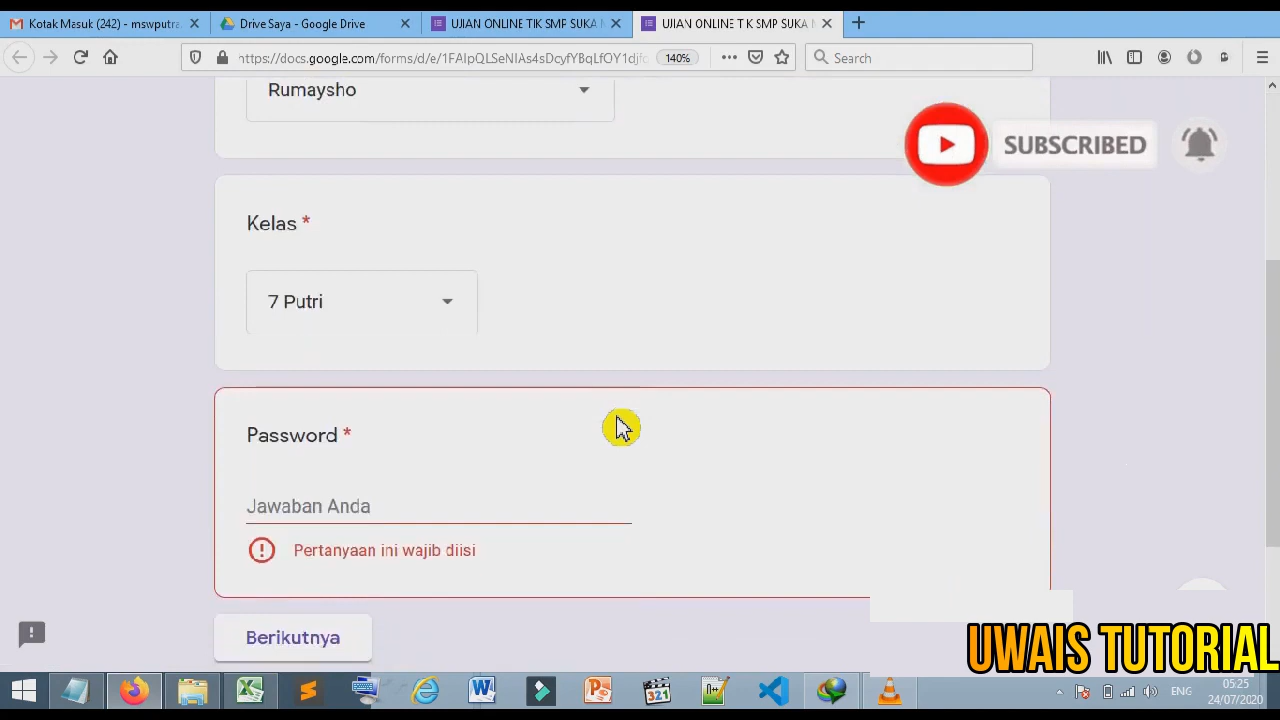 Kotak Masuk (242) - mswputra
Drive Saya - Google Drive
UJIAN ONLINE TIK SMP SUKA
UJIAN ONLINE TIK SMP SUKA
https://docs.google.com/forms/d/e/
140%
Search
Rumaysho
SUBSCRIBED
Kelas *
7 Putri
Password *
Jawaban Anda
Pertanyaan ini wajib diisi
Berikutnya
UWAIS TUTORIAL
321
ENG
05:25
24/07/2020